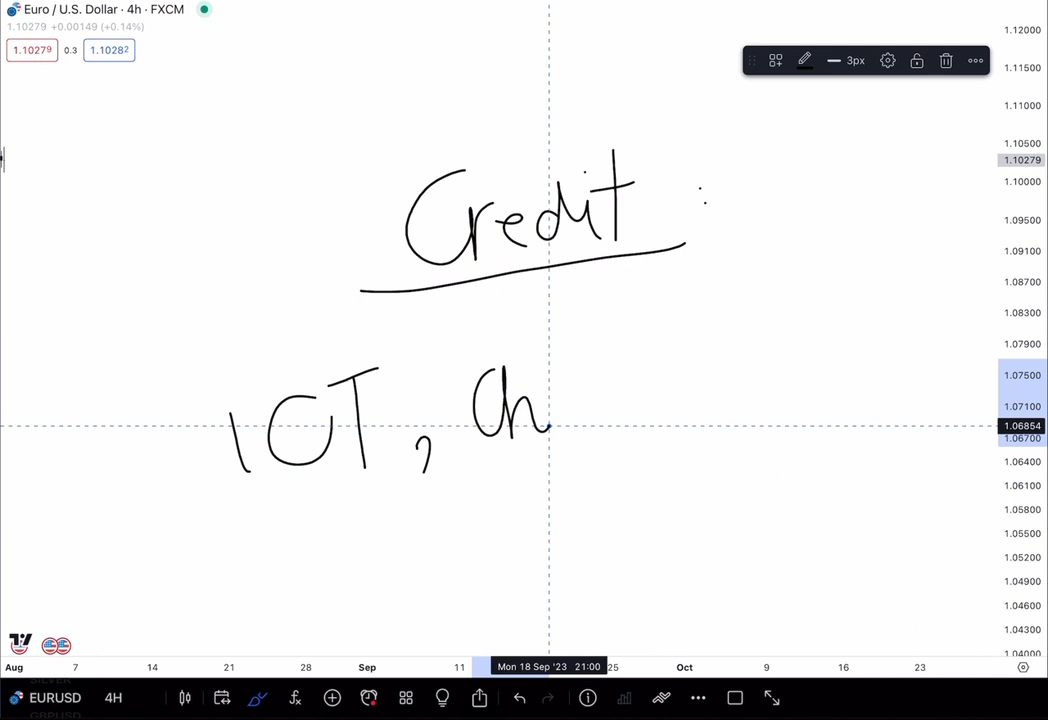 Euro / U.S. Dollar · 4h · FXCM
1.10279 +0.00149 (+0.14%)
1.10279 0.3 1.10282
3px
Credit :
ICT, Ch
1.12000
1.11500
1.11000
1.10500
1.10279
1.10000
1.09500
1.09100
1.08700
1.08300
1.07900
1.07500
1.07100
1.06854
1.06700
1.06400
1.06100
1.05800
1.05500
1.05200
1.04900
1.04600
1.04300
1.04000
Aug 7 14 21 28 Sep 11 Mon 18 Sep '23 21:00 25 Oct 9 16 23
SILVER
EURUSD 4H
GBPUSD